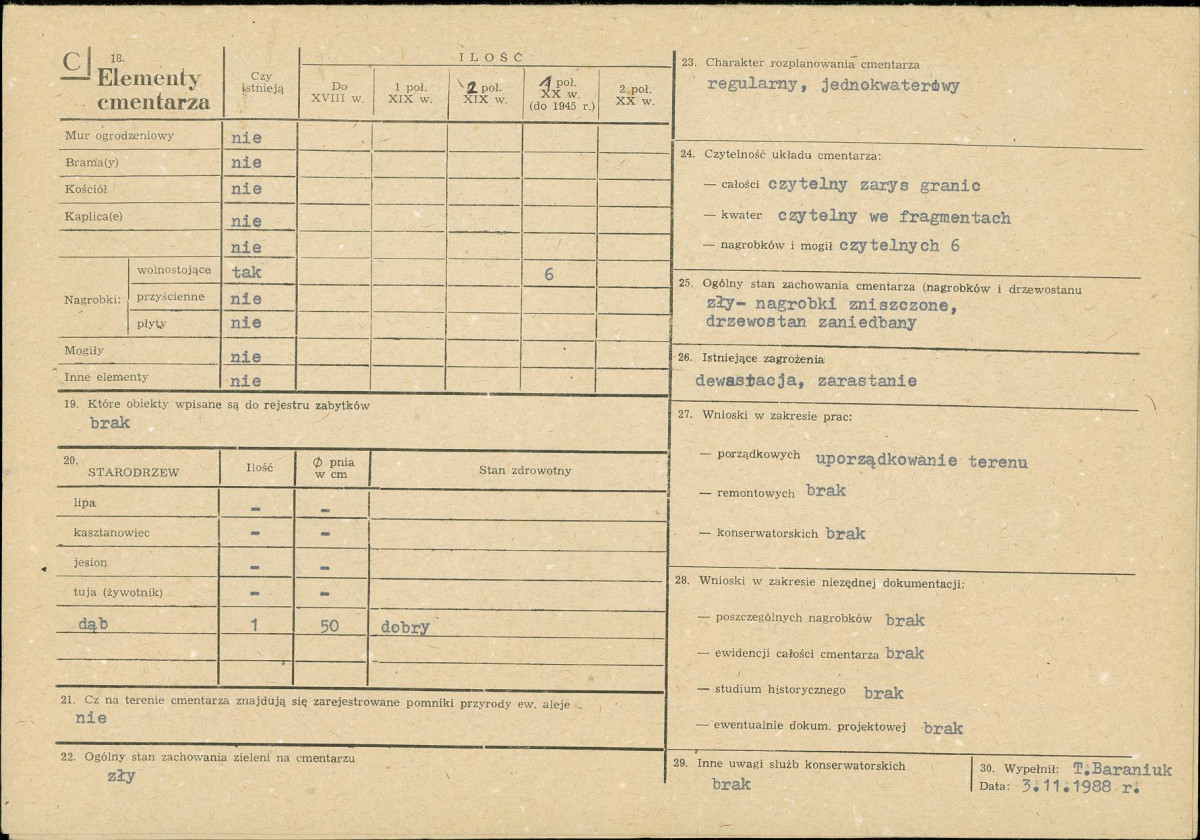 C 18.
Elementy
cmentarza
Czy
istnieją
ILOŚĆ
Do
XVIII w.
1 poł.
XIX w.
2 poł.
XIX w.
1 poł.
XX w.
(do 1945 r.)
2 poł.
XX w.
Mur ogrodzeniowy nie
Brama(y) nie
Kościół nie
Kaplica(e) nie
nie
Nagrobki:
wolnostojące tak 6
przyścienne nie
płyty nie
Mogiły nie
Inne elementy nie
19. Które obiekty wpisane są do rejestru zabytków
brak
20.
STARODRZEW
Ilość
Ø pnia
w cm
Stan zdrowotny
lipa - -
kasztanowiec - -
jesion - -
tuja (żywotnik) - -
dąb 1 50 dobry
21. Cz na terenie cmentarza znajdują się zarejestrowane pomniki przyrody ew. aleje
nie
22. Ogólny stan zachowania zieleni na cmentarzu
zły
23. Charakter rozplanowania cmentarza
regularny, jednokwaterowy
24. Czytelność układu cmentarza:
— całości czytelny zarys granic
— kwater czytelny we fragmentach
— nagrobków i mogił czytelnych 6
25. Ogólny stan zachowania cmentarza (nagrobków i drzewostanu
zły- nagrobki zniszczone,
drzewostan zaniedbany
26. Istniejące zagrożenia
dewastacja, zarastanie
27. Wnioski w zakresie prac:
— porządkowych uporządkowanie terenu
— remontowych brak
— konserwatorskich brak
28. Wnioski w zakresie niezędnej dokumentacji:
— poszczególnych nagrobków brak
— ewidencji całości cmentarza brak
— studium historycznego brak
— ewentualnie dokum. projektowej brak
29. Inne uwagi służb konserwatorskich
brak
30. Wypełnił: T.Baraniuk
Data: 3.11.1988 r.